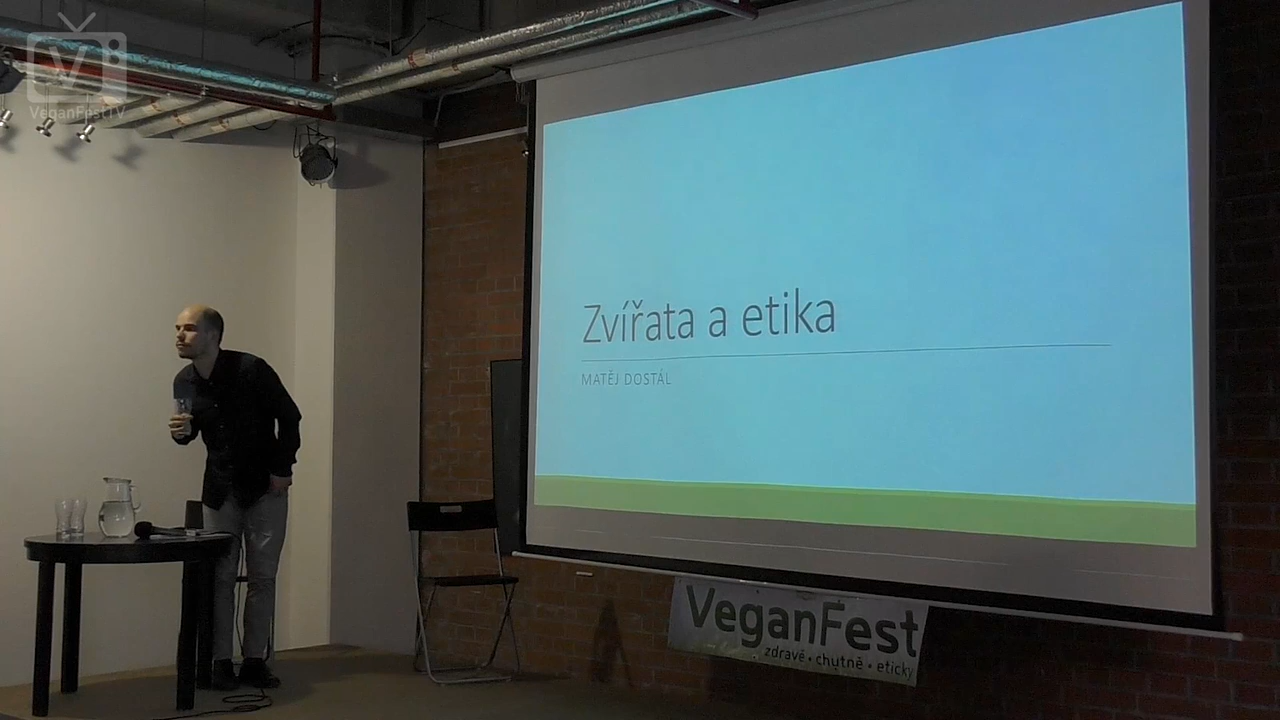 V
VeganFestTV
Zvířata a etika
MATĚJ DOSTÁL
VeganFest
zdravě • chutně • eticky